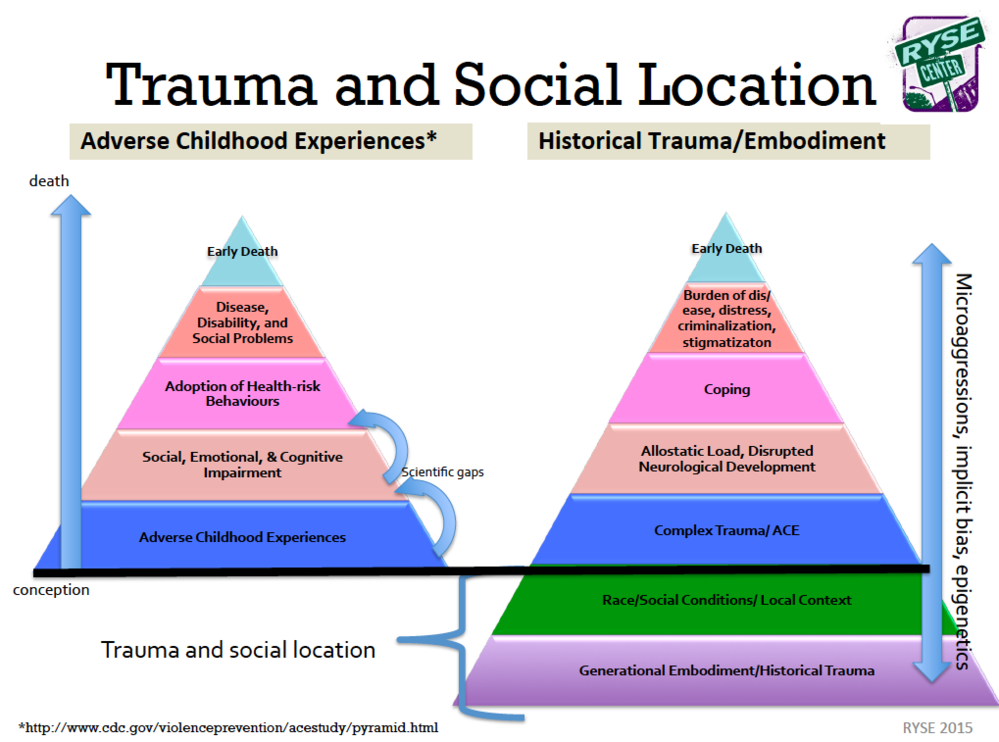 RYSE
CENTER
Trauma and Social Location
Adverse Childhood Experiences*
Historical Trauma/Embodiment
death
Early Death
Disease,
Disability, and
Social Problems
Adoption of Health-risk
Behaviours
Social, Emotional, & Cognitive
Impairment
Scientific gaps
Adverse Childhood Experiences
conception
Early Death
Burden of dis/
ease, distress,
criminalization,
stigmatizaton
Coping
Allostatic Load, Disrupted
Neurological Development
Complex Trauma/ ACE
Race/Social Conditions/ Local Context
Generational Embodiment/Historical Trauma
Microaggressions, implicit bias, epigenetics
Trauma and social location
*http://www.cdc.gov/violenceprevention/acestudy/pyramid.html
RYSE 2015